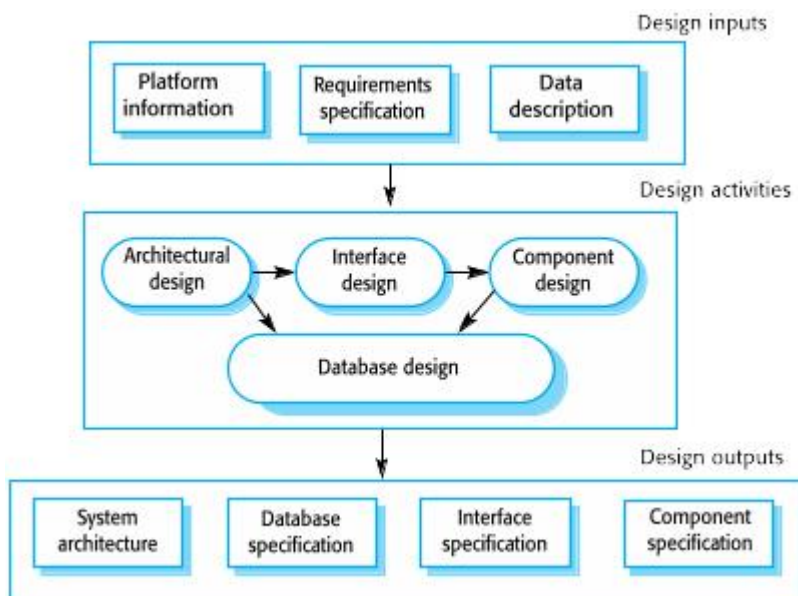 Design inputs
Platform
information
Requirements
specification
Data
description
Design activities
Architectural
design
Interface
design
Component
design
Database design
Design outputs
System
architecture
Database
specification
Interface
specification
Component
specification